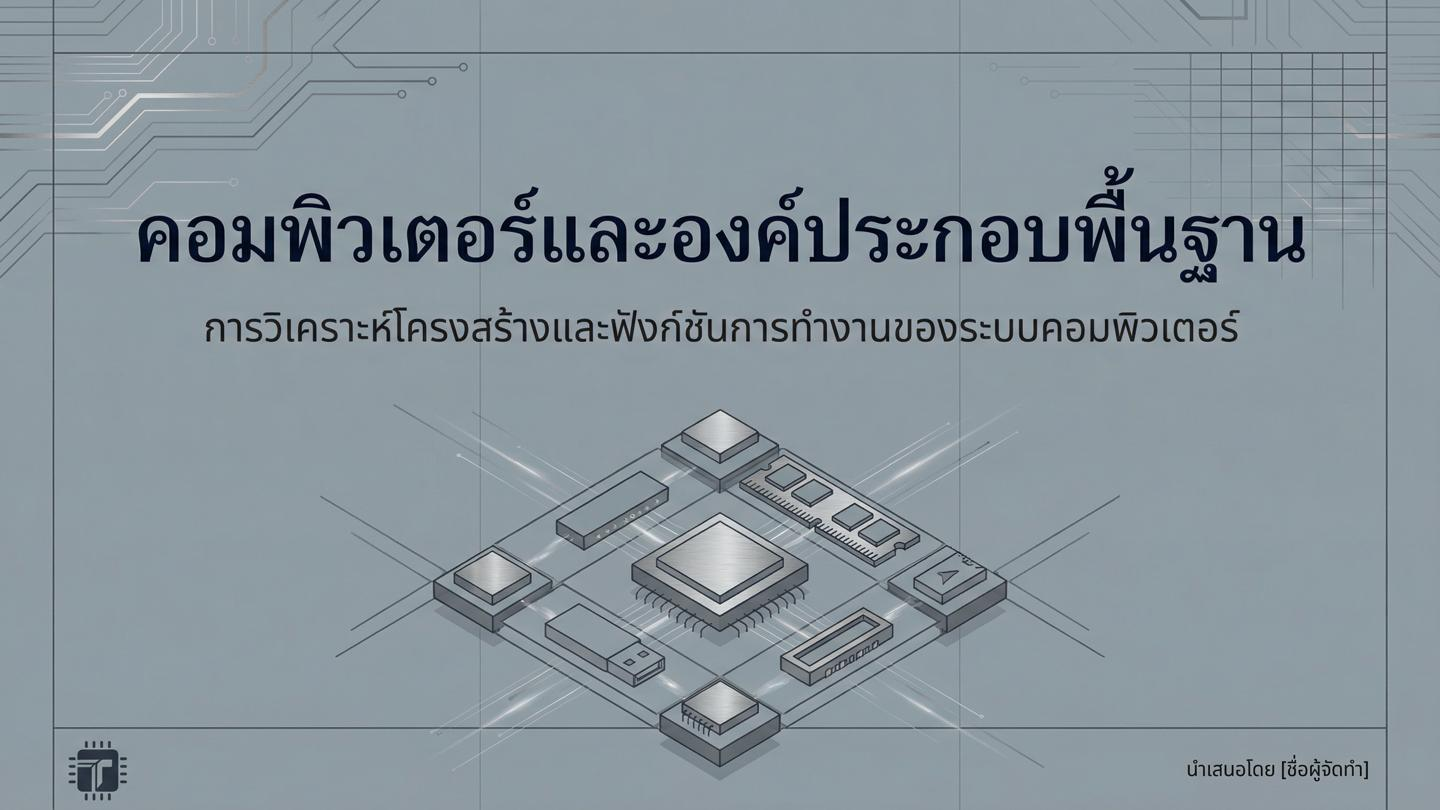 คอมพิวเตอร์และองค์ประกอบพื้นฐาน
การวิเคราะห์โครงสร้างและฟังก์ชันการทำงานของระบบคอมพิวเตอร์
นำเสนอโดย [ชื่อผู้จัดทำ]